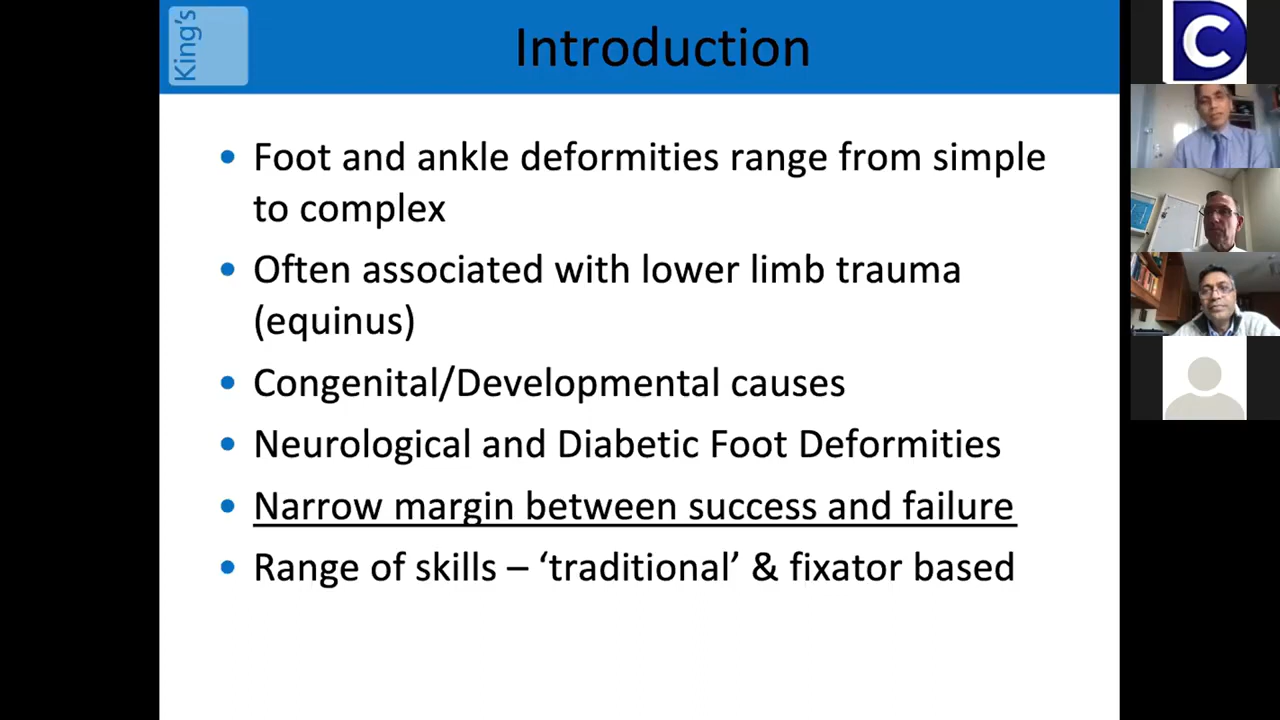 King's
Introduction
• Foot and ankle deformities range from simple
to complex
• Often associated with lower limb trauma
(equinus)
• Congenital/Developmental causes
• Neurological and Diabetic Foot Deformities
• Narrow margin between success and failure
• Range of skills – ‘traditional’ & fixator based
C